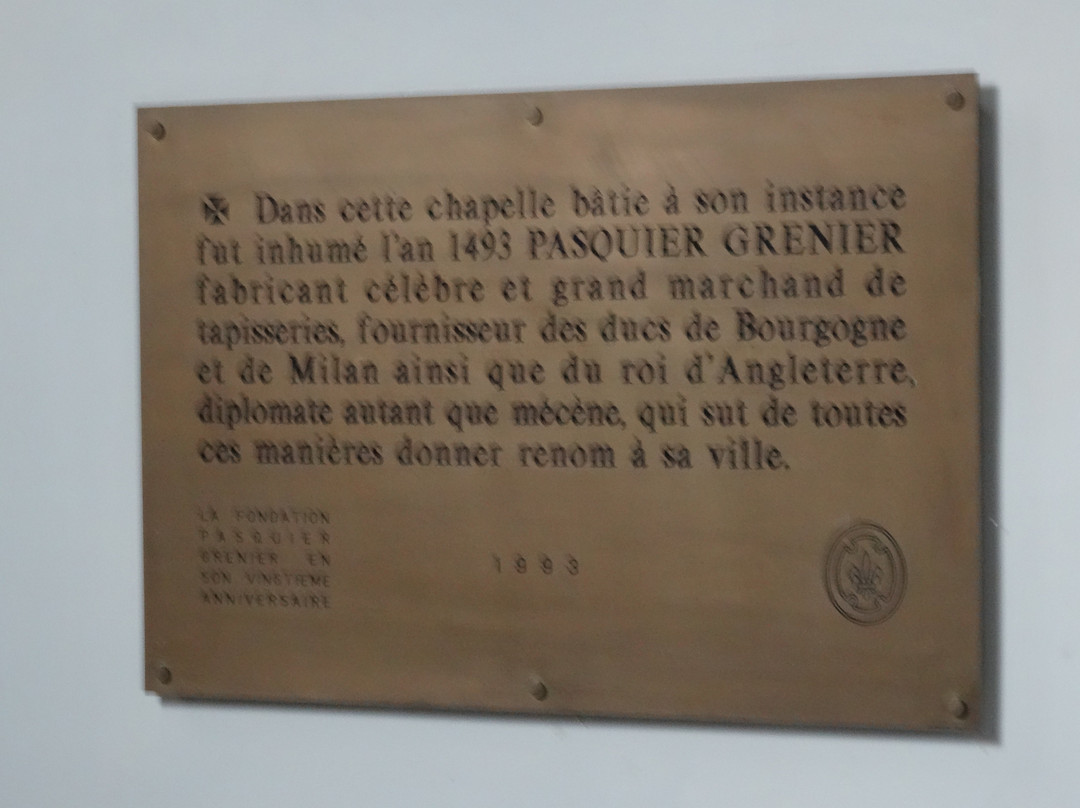 ✠ Dans cette chapelle bâtie à son instance
fut inhumé l'an 1493 PASQUIER GRENIER
fabricant célèbre et grand marchand de
tapisseries, fournisseur des ducs de Bourgogne
et de Milan ainsi que du roi d'Angleterre,
diplomate autant que mécène, qui sut de toutes
ces manières donner renom à sa ville.
LA FONDATION
PASQUIER
GRENIER EN
SON VINGTIEME
ANNIVERSAIRE
1993